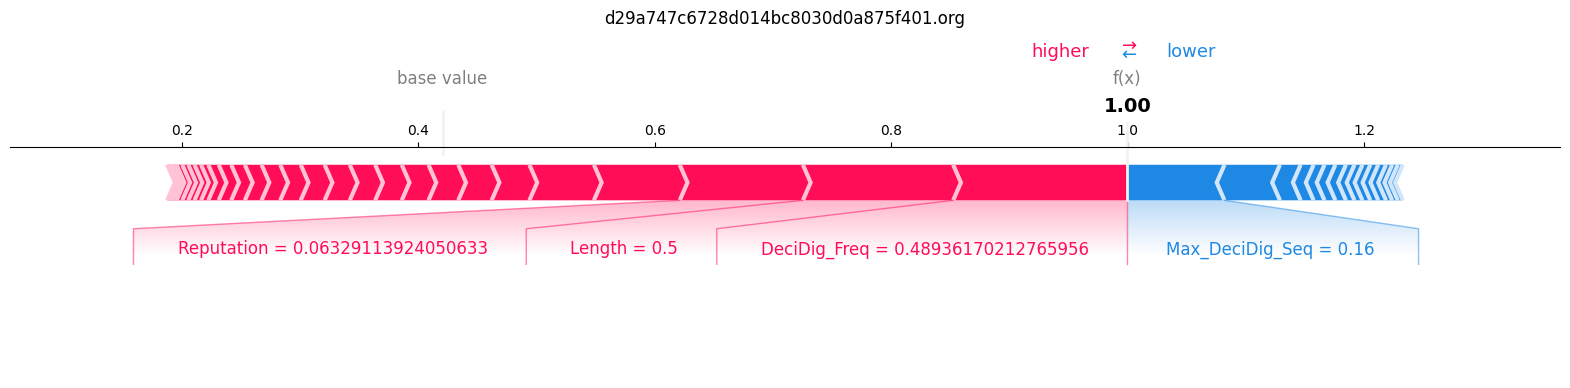 d29a747c6728d014bc8030d0a875f401.org
higher ⇄ lower
base value f(x)
1.00
0.2 0.4 0.6 0.8 1.0 1.2
Reputation = 0.06329113924050633 Length = 0.5 DeciDig_Freq = 0.48936170212765956 Max_DeciDig_Seq = 0.16